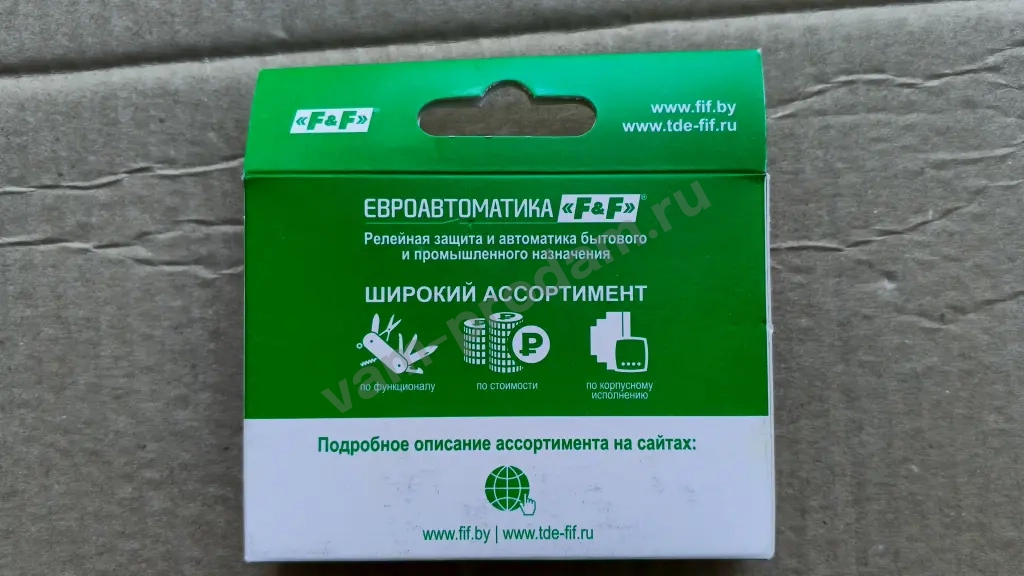 «F&F»
www.fif.by
www.tde-fif.ru
ЕВРОАВТОМАТИКА «F&F»®
Релейная защита и автоматика бытового
и промышленного назначения
ШИРОКИЙ АССОРТИМЕНТ
по функционалу
по стоимости
по корпусному
исполнению
Подробное описание ассортимента на сайтах:
www.fif.by | www.tde-fif.ru